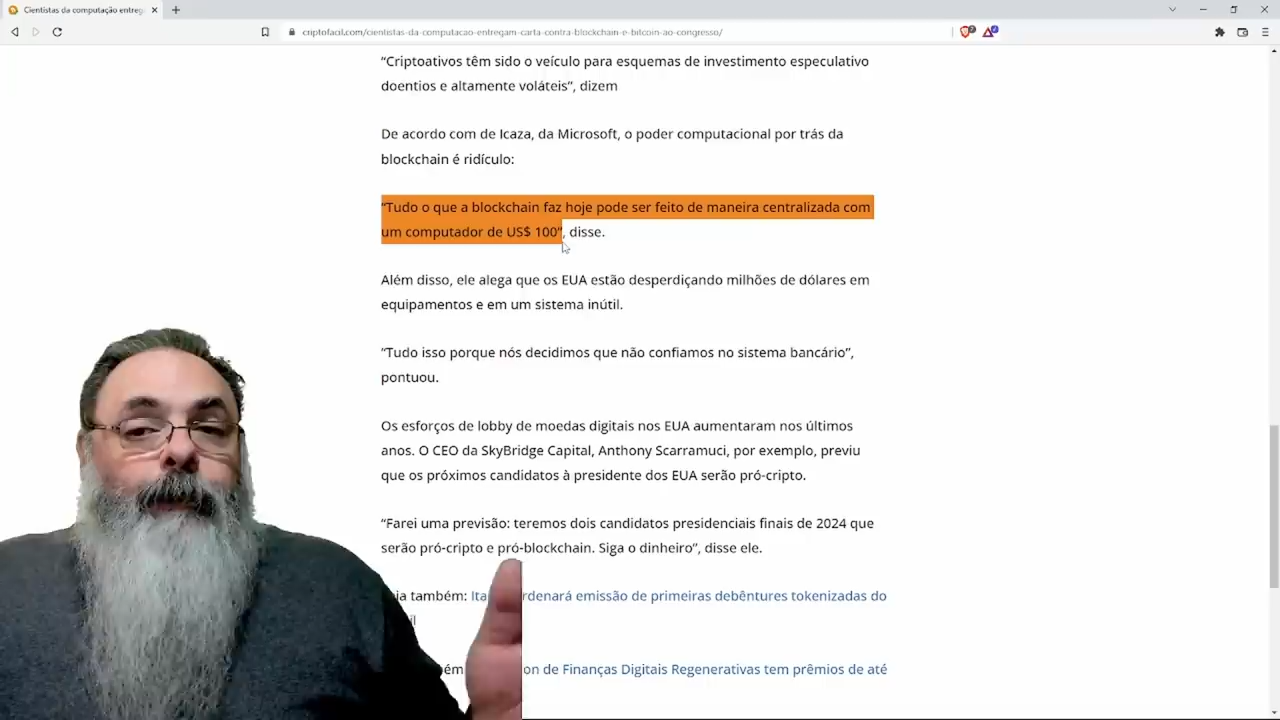 Cientistas da computação entreg
criptofacil.com/cientistas-da-computacao-entregam-carta-contra-blockchain-e-bitcoin-ao-congresso/
“Criptoativos têm sido o veículo para esquemas de investimento especulativo
doentios e altamente voláteis”, dizem
De acordo com de Icaza, da Microsoft, o poder computacional por trás da
blockchain é ridículo:
“Tudo o que a blockchain faz hoje pode ser feito de maneira centralizada com
um computador de US$ 100”, disse.
Além disso, ele alega que os EUA estão desperdiçando milhões de dólares em
equipamentos e em um sistema inútil.
“Tudo isso porque nós decidimos que não confiamos no sistema bancário”,
pontuou.
Os esforços de lobby de moedas digitais nos EUA aumentaram nos últimos
anos. O CEO da SkyBridge Capital, Anthony Scarramuci, por exemplo, previu
que os próximos candidatos à presidente dos EUA serão pró-cripto.
“Farei uma previsão: teremos dois candidatos presidenciais finais de 2024 que
serão pró-cripto e pró-blockchain. Siga o dinheiro”, disse ele.
também: emissão de primeiras debêntures tokenizadas do
de Finanças Digitais Regenerativas tem prêmios de até